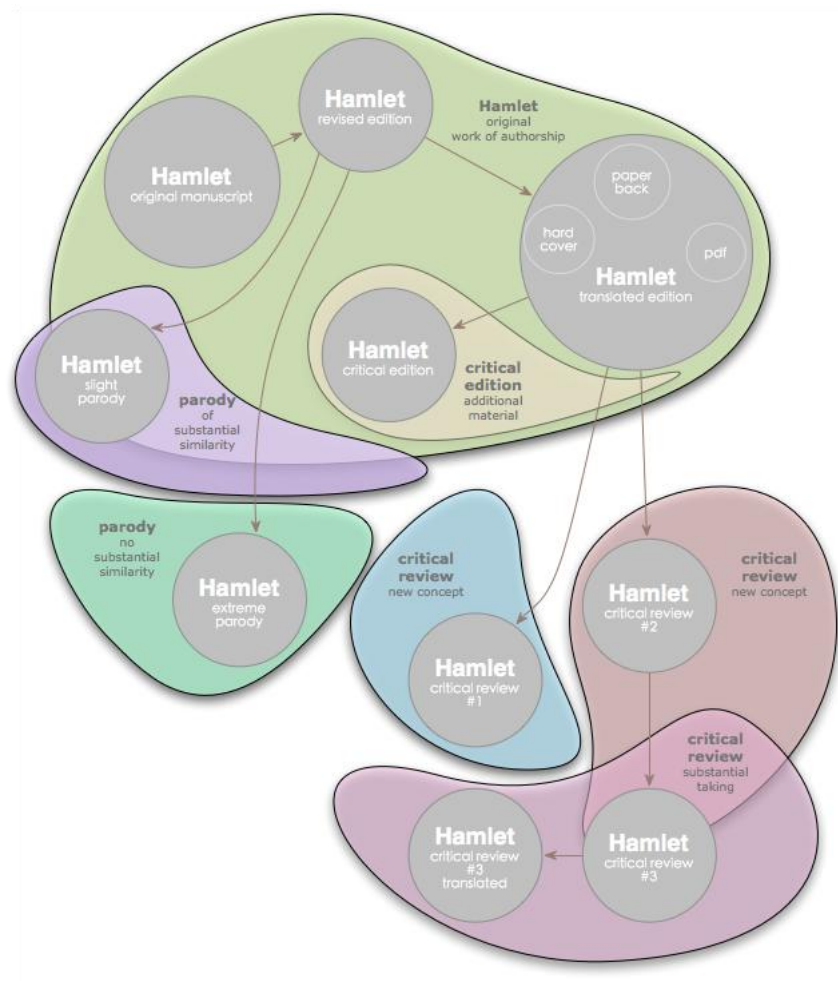 Hamlet
revised edition
Hamlet
original
work of authorship
Hamlet
original manuscript
paper
back
hard
cover
pdf
Hamlet
translated edition
Hamlet
critical edition
critical
edition
additional
material
Hamlet
slight
parody
parody
of
substantial
similarity
parody
no
substantial
similarity
Hamlet
extreme
parody
critical
review
new concept
Hamlet
critical review
#1
Hamlet
critical review
#2
critical
review
new concept
critical
review
substantial
taking
Hamlet
critical review
#3
translated
Hamlet
critical review
#3